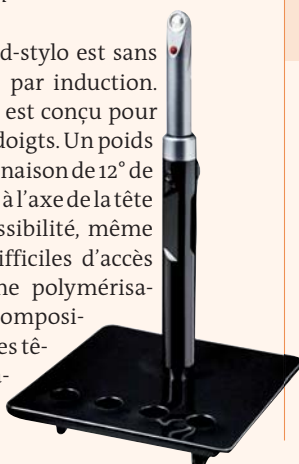 d-stylo est sans
par induction.
est conçu pour
doigts. Un poids
naison de 12° de
à l'axe de la tête
ssibilité, même
ifficiles d'accès
ne polymérisa-
omposi-
es tê-